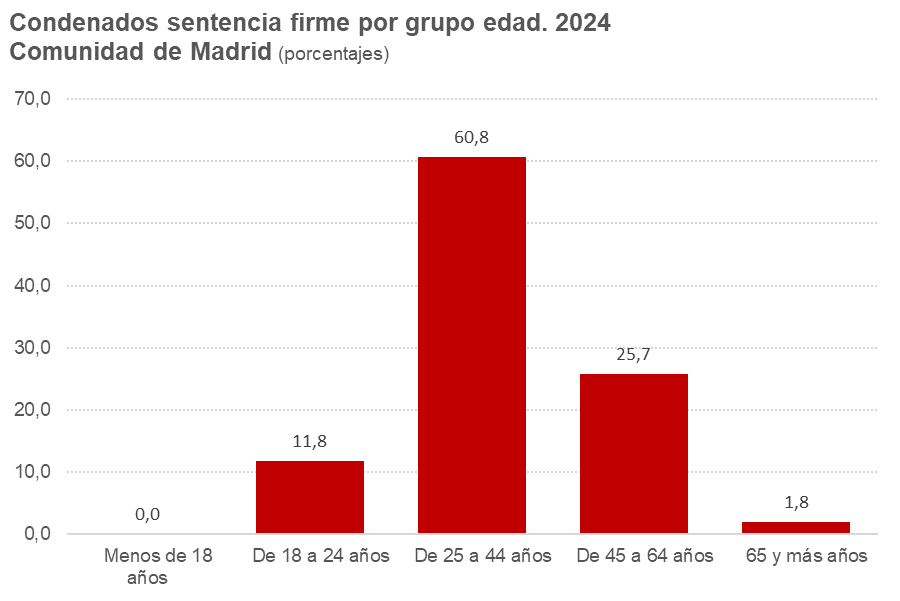 Condenados sentencia firme por grupo edad. 2024
Comunidad de Madrid (porcentajes)
70,0
60,0
50,0
40,0
30,0
20,0
10,0
0,0
0,0
11,8
60,8
25,7
1,8
Menos de 18
años
De 18 a 24 años
De 25 a 44 años
De 45 a 64 años
65 y más años